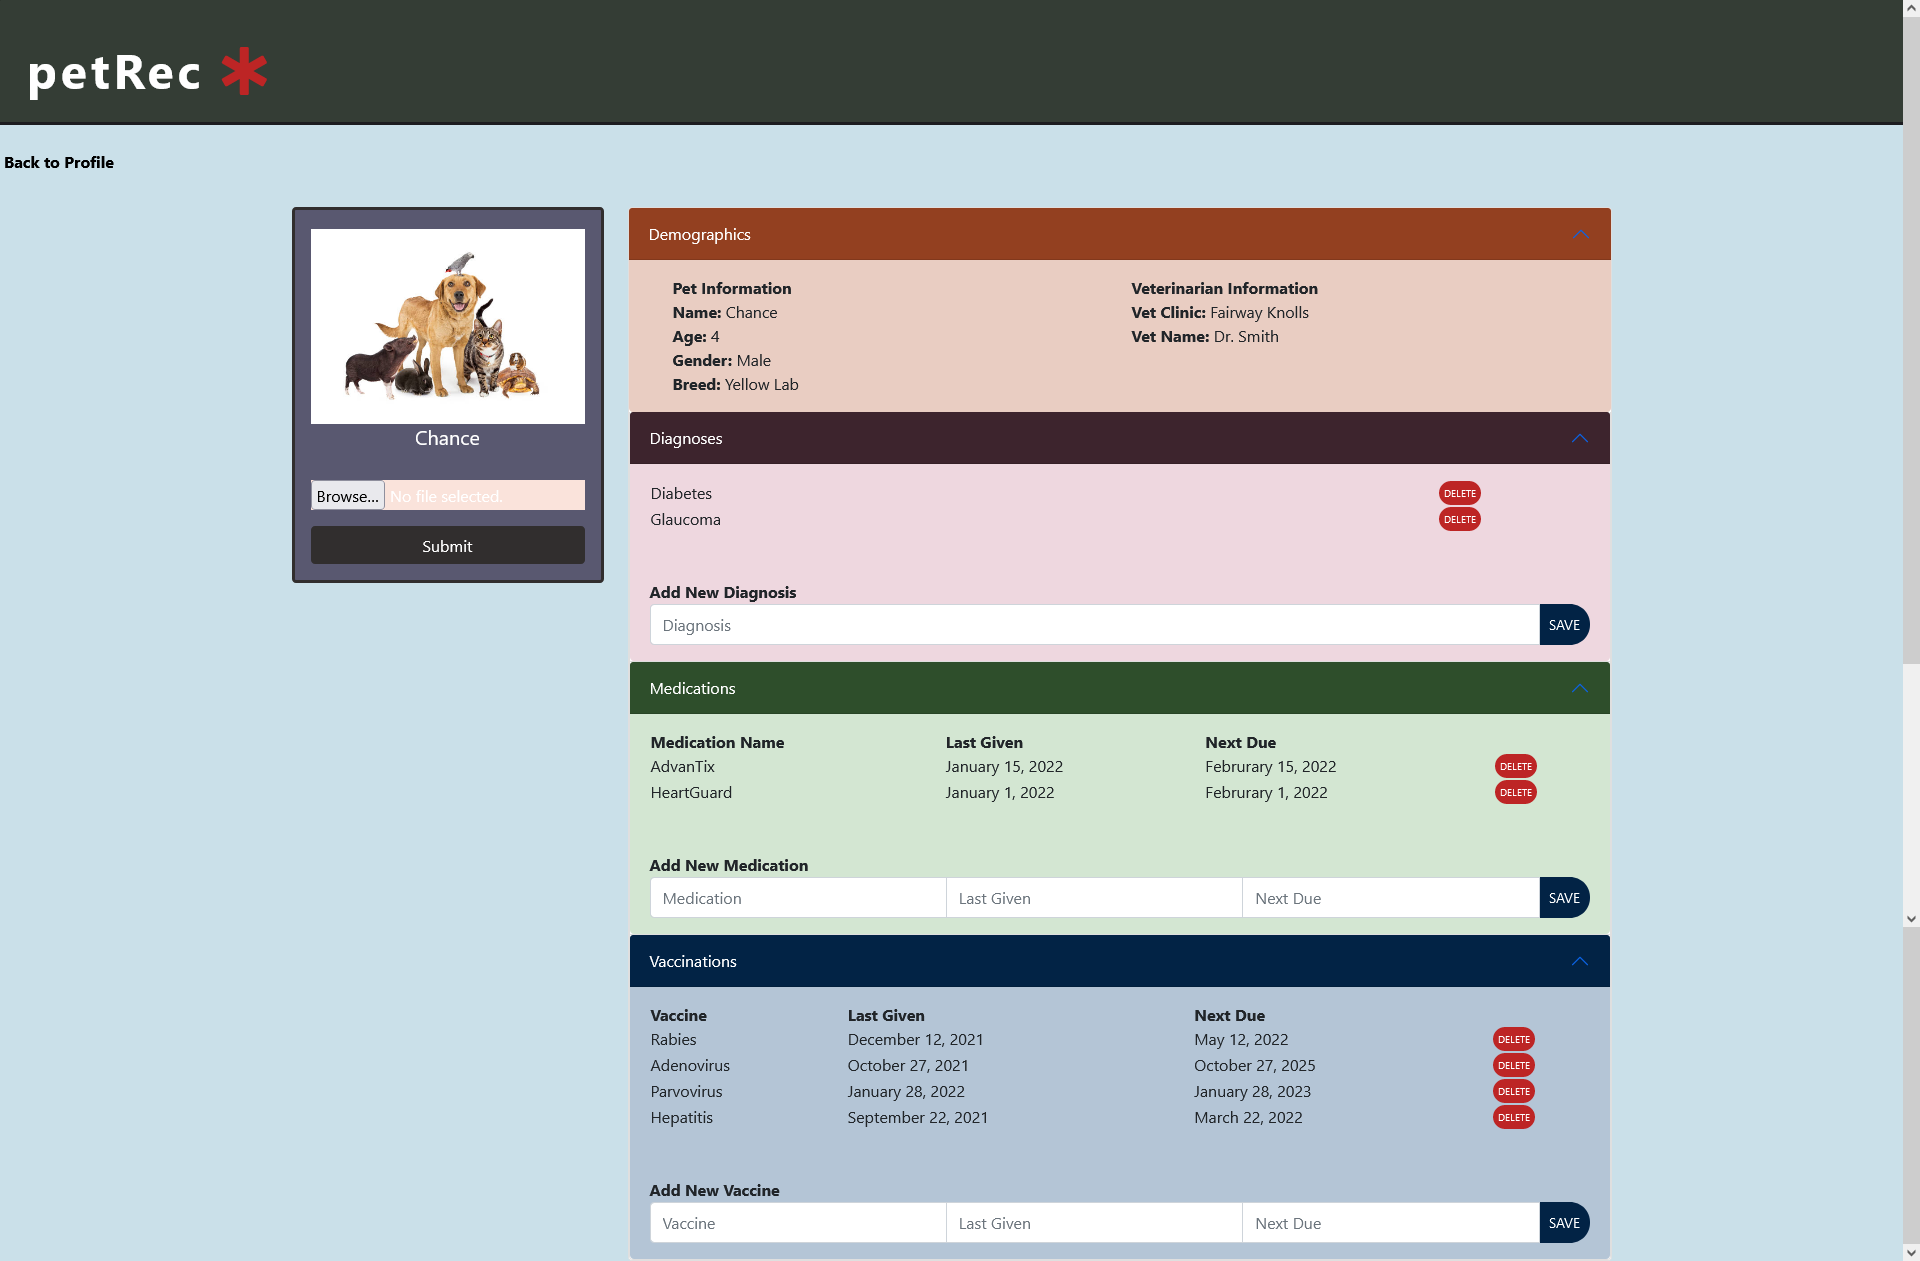 petRec
Back to Profile
Chance
Browse... No file selected.
Submit
Demographics
Pet Information
Name: Chance
Age: 4
Gender: Male
Breed: Yellow Lab
Veterinarian Information
Vet Clinic: Fairway Knolls
Vet Name: Dr. Smith
Diagnoses
Diabetes DELETE
Glaucoma DELETE
Add New Diagnosis
Diagnosis SAVE
Medications
Medication Name Last Given Next Due
AdvanTix January 15, 2022 Februrary 15, 2022 DELETE
HeartGuard January 1, 2022 Februrary 1, 2022 DELETE
Add New Medication
Medication Last Given Next Due SAVE
Vaccinations
Vaccine Last Given Next Due
Rabies December 12, 2021 May 12, 2022 DELETE
Adenovirus October 27, 2021 October 27, 2025 DELETE
Parvovirus January 28, 2022 January 28, 2023 DELETE
Hepatitis September 22, 2021 March 22, 2022 DELETE
Add New Vaccine
Vaccine Last Given Next Due SAVE